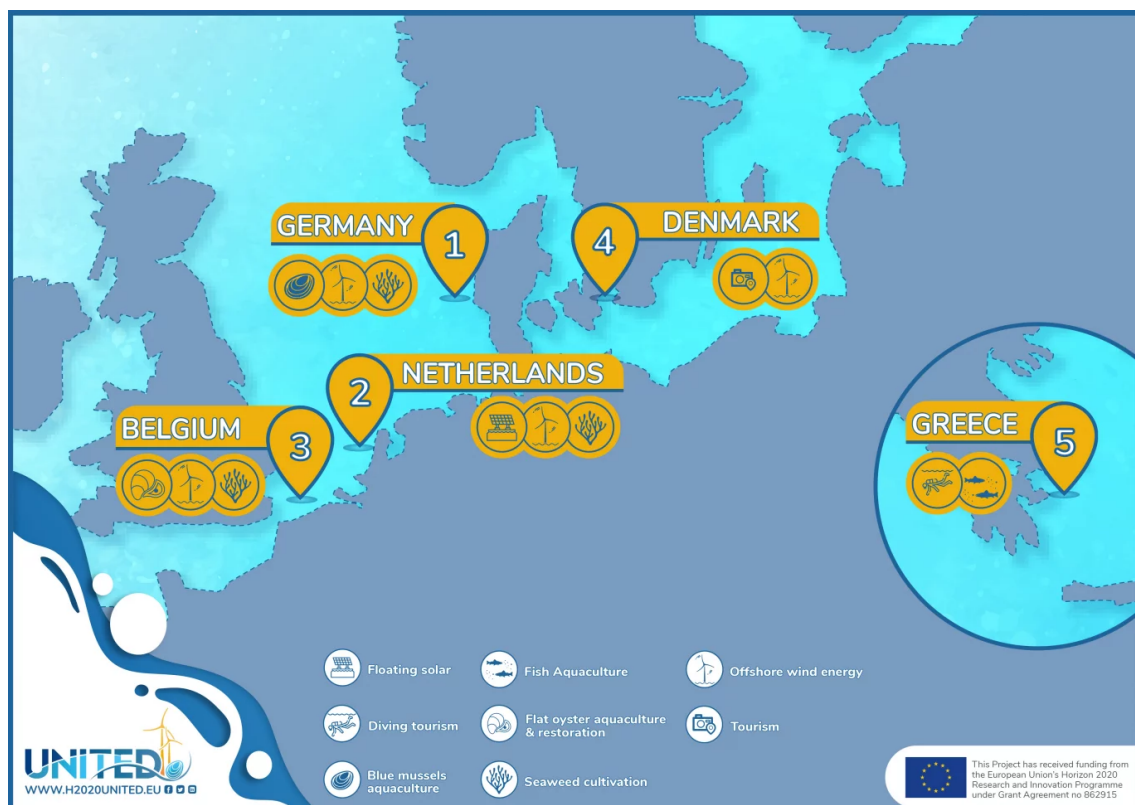 GERMANY
1
4
DENMARK
2
NETHERLANDS
BELGIUM
3
GREECE
5
Floating solar
Fish Aquaculture
Offshore wind energy
Diving tourism
Flat oyster aquaculture
& restoration
Tourism
Blue mussels
aquaculture
Seaweed cultivation
UNITED
WWW.H2020UNITED.EU
This Project has received funding from
the European Union's Horizon 2020
Research and Innovation Programme
under Grant Agreement no 862915